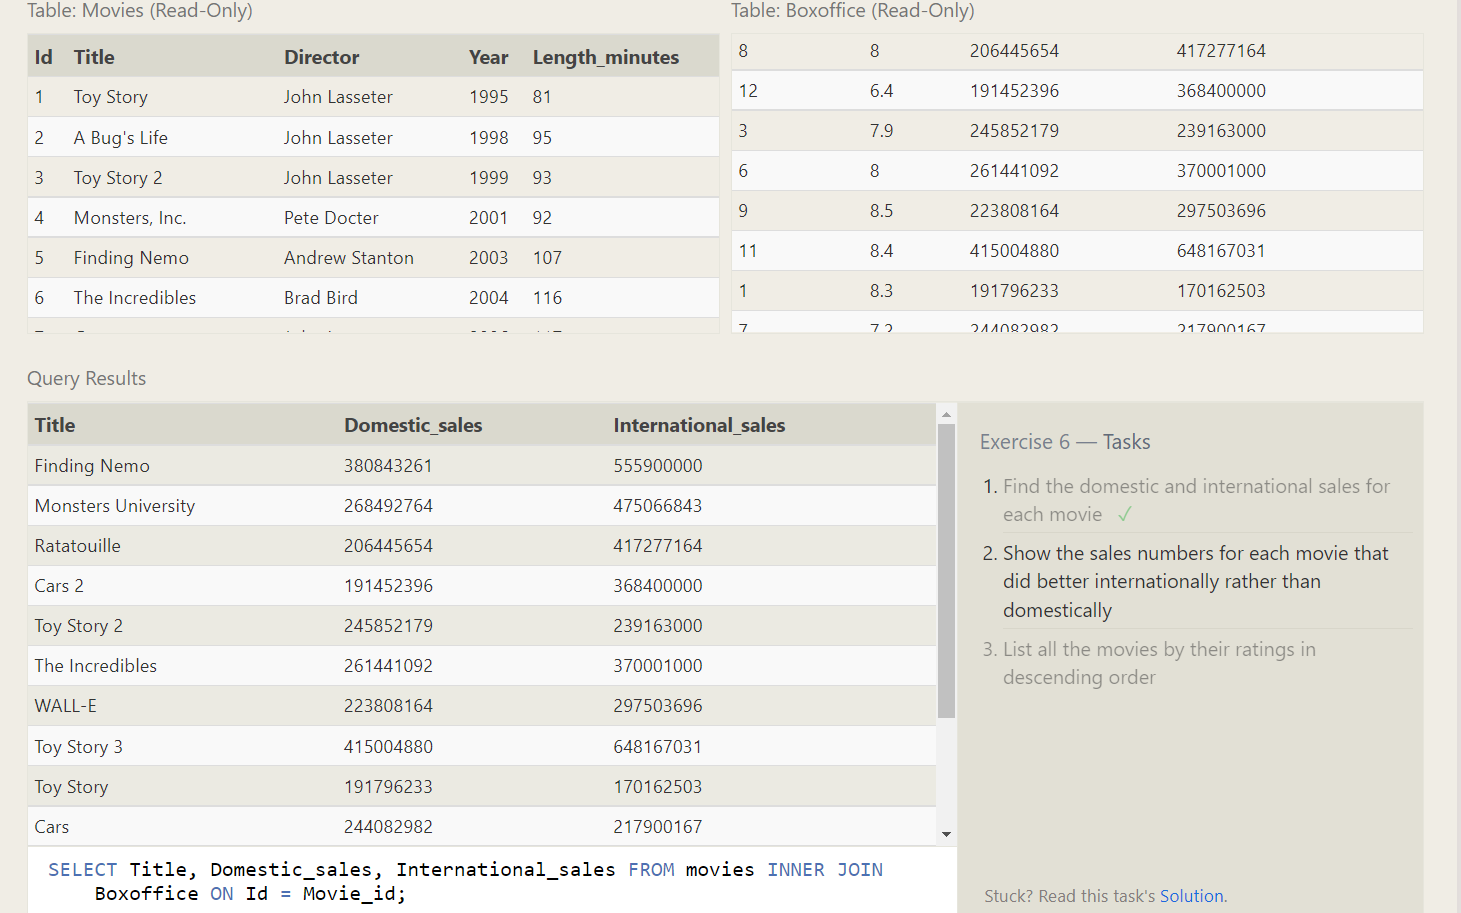 Table: Movies (Read-Only)
Id Title Director Year Length_minutes
1 Toy Story John Lasseter 1995 81
2 A Bug's Life John Lasseter 1998 95
3 Toy Story 2 John Lasseter 1999 93
4 Monsters, Inc. Pete Docter 2001 92
5 Finding Nemo Andrew Stanton 2003 107
6 The Incredibles Brad Bird 2004 116
Table: Boxoffice (Read-Only)
8 8 206445654 417277164
12 6.4 191452396 368400000
3 7.9 245852179 239163000
6 8 261441092 370001000
9 8.5 223808164 297503696
11 8.4 415004880 648167031
1 8.3 191796233 170162503
7 7.2 244082982 217900167
Query Results
Title Domestic_sales International_sales
Finding Nemo 380843261 555900000
Monsters University 268492764 475066843
Ratatouille 206445654 417277164
Cars 2 191452396 368400000
Toy Story 2 245852179 239163000
The Incredibles 261441092 370001000
WALL-E 223808164 297503696
Toy Story 3 415004880 648167031
Toy Story 191796233 170162503
Cars 244082982 217900167
SELECT Title, Domestic_sales, International_sales FROM movies INNER JOIN
Boxoffice ON Id = Movie_id;
Exercise 6 — Tasks
1. Find the domestic and international sales for
each movie ✓
2. Show the sales numbers for each movie that
did better internationally rather than
domestically
3. List all the movies by their ratings in
descending order
Stuck? Read this task's Solution.